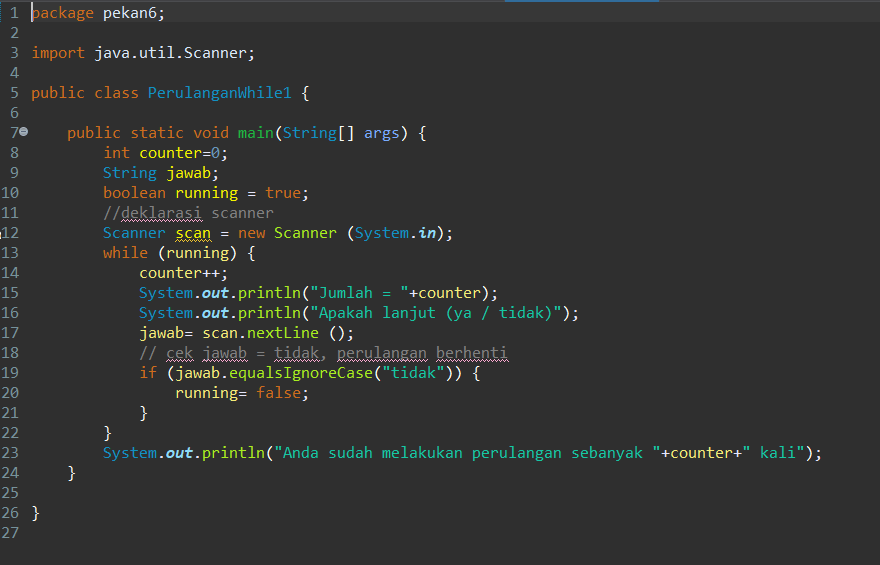 1 package pekan6;
2
3 import java.util.Scanner;
4
5 public class PerulanganWhile1 {
6
7     public static void main(String[] args) {
8         int counter=0;
9         String jawab;
10         boolean running = true;
11         //deklarasi scanner
12         Scanner scan = new Scanner (System.in);
13         while (running) {
14             counter++;
15             System.out.println("Jumlah = "+counter);
16             System.out.println("Apakah lanjut (ya / tidak)");
17             jawab= scan.nextLine ();
18             // cek jawab = tidak, perulangan berhenti
19             if (jawab.equalsIgnoreCase("tidak")) {
20                 running= false;
21             }
22         }
23         System.out.println("Anda sudah melakukan perulangan sebanyak "+counter+" kali");
24     }
25
26 }
27